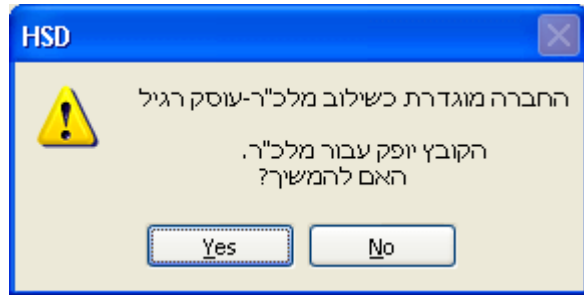 HSD
החברה מוגדרת כשילוב מלכ"ר-עוסק רגיל
הקובץ יופק עבור מלכ"ר.
האם להמשיך?
Yes
No